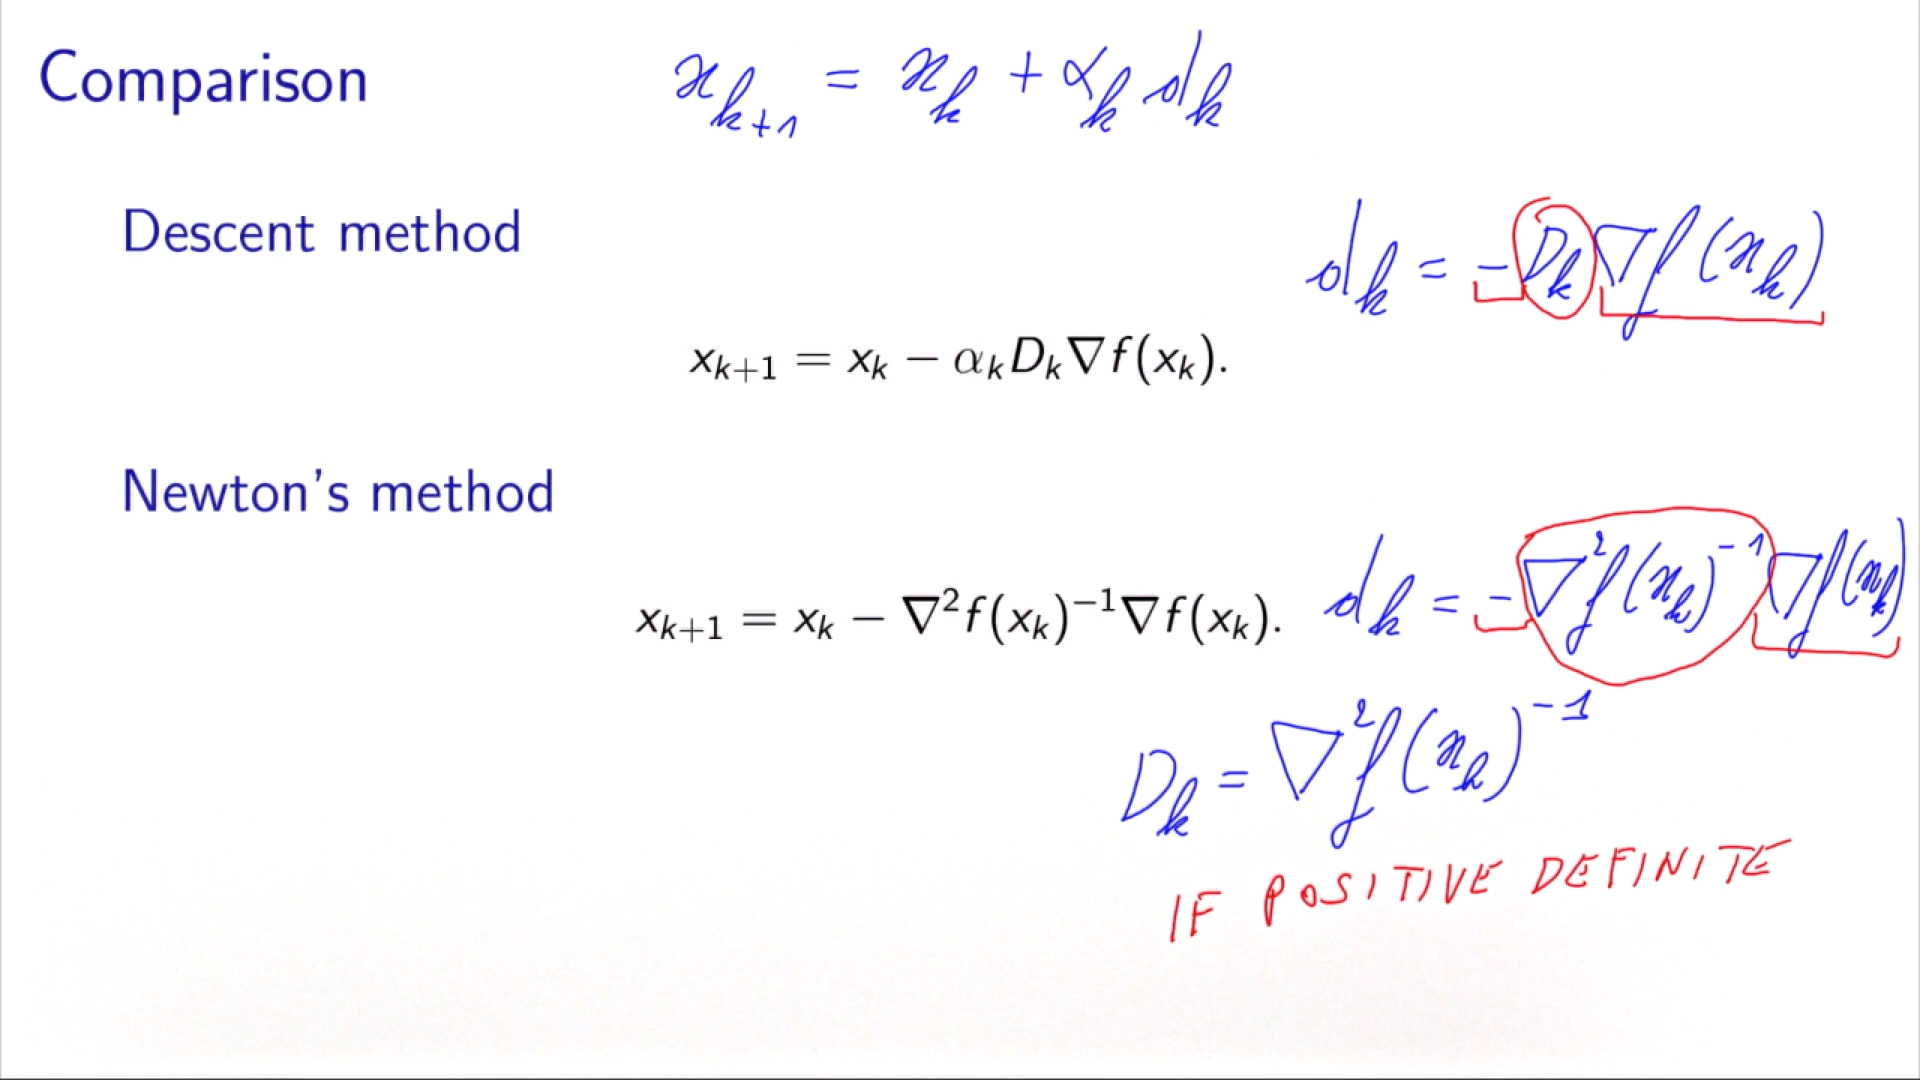 Comparison
x_{k+1} = x_k + α_k d_k
Descent method
d_k = -D_k ∇f(x_k)
x_{k+1} = x_k − α_k D_k ∇f(x_k).
Newton's method
x_{k+1} = x_k − ∇²f(x_k)⁻¹∇f(x_k).
d_k = -∇²f(x_k)⁻¹ ∇f(x_k)
D_k = ∇²f(x_k)⁻¹
IF POSITIVE DEFINITE